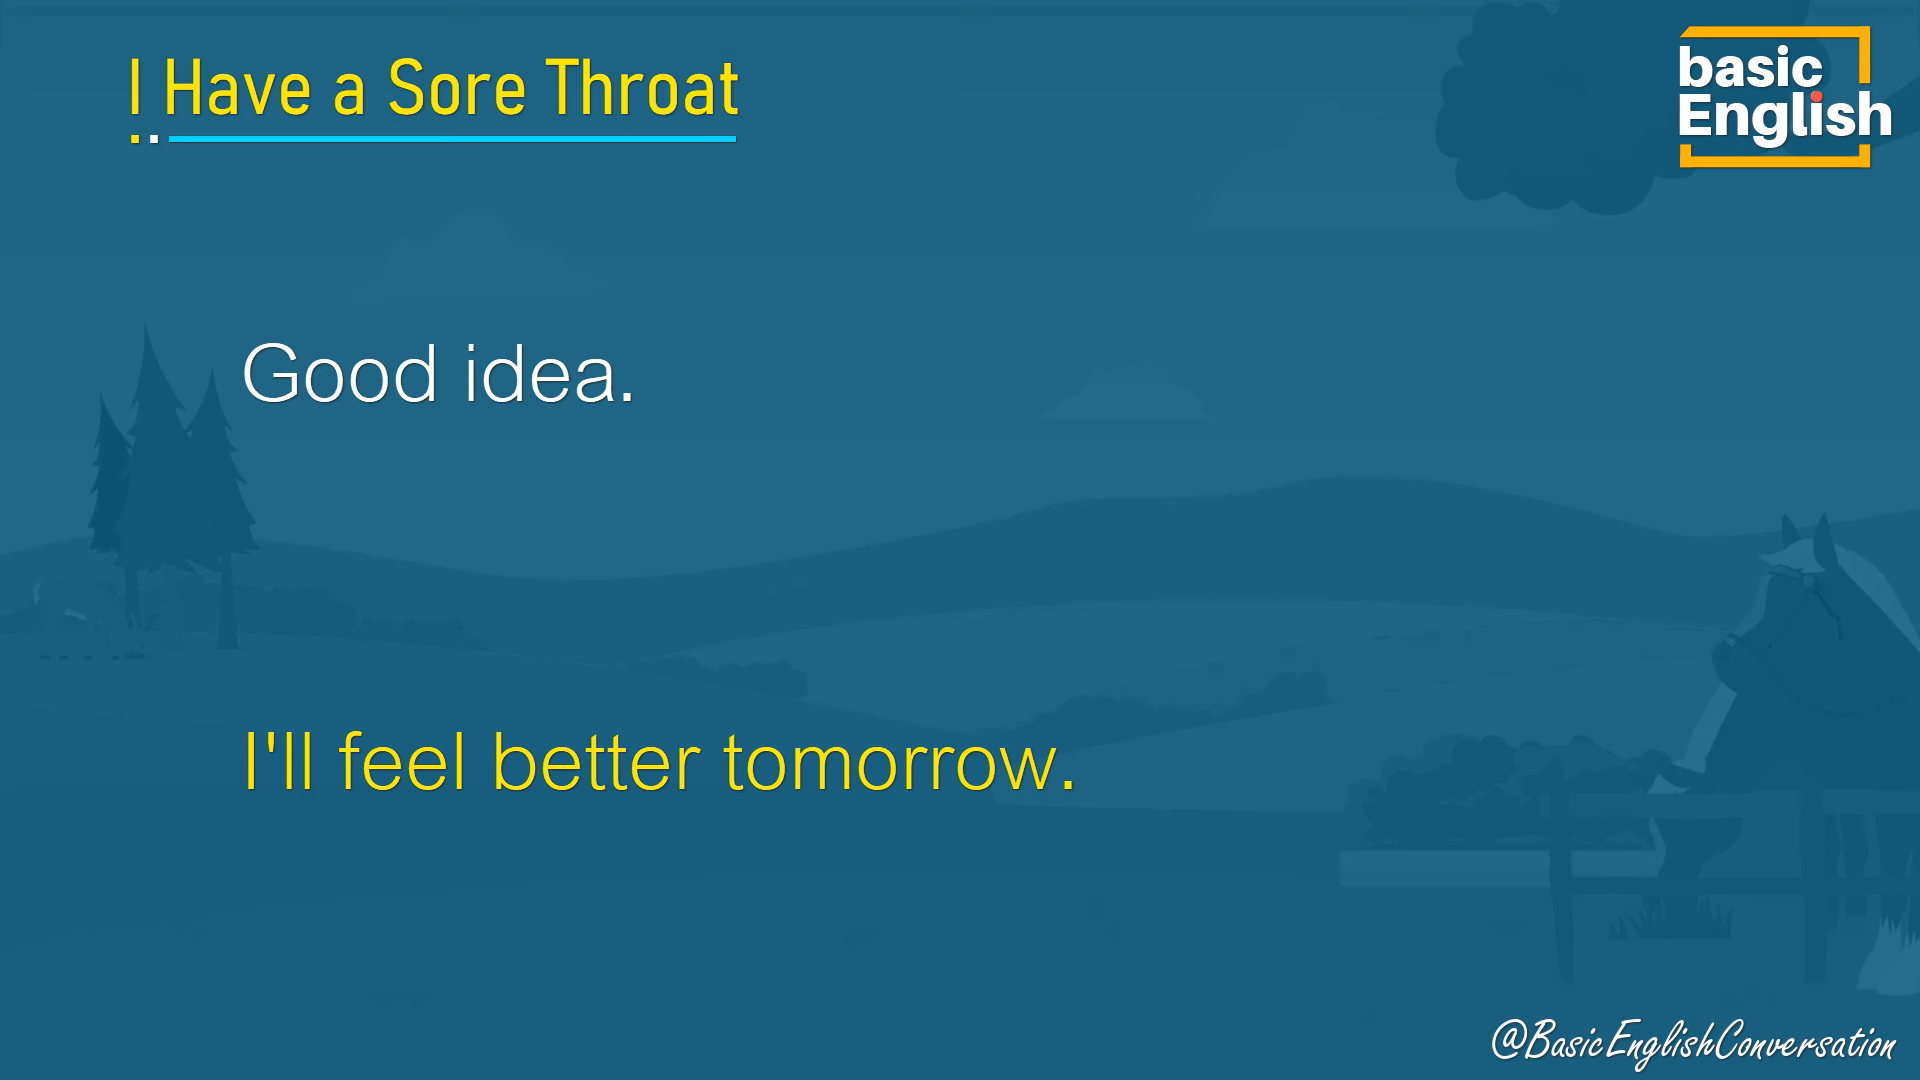 I Have a Sore Throat
basic
English
Good idea.
I'll feel better tomorrow.
@BasicEnglishConversation